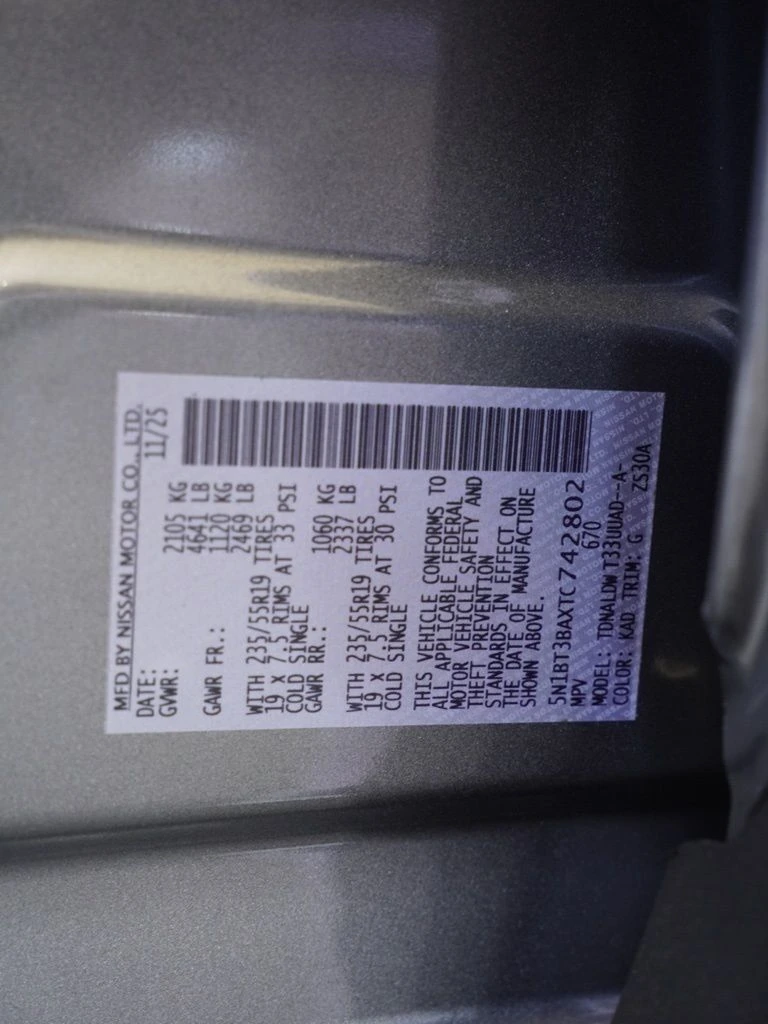 MFD BY NISSAN MOTOR CO., LTD.
DATE: 11/25
GVWR: 2105 KG
4641 LB
GAWR FR.: 1120 KG
2469 LB
WITH 235/55R19 TIRES
19 X 7.5 RIMS AT 33 PSI
COLD SINGLE
GAWR RR.: 1060 KG
2337 LB
WITH 235/55R19 TIRES
19 X 7.5 RIMS AT 30 PSI
COLD SINGLE
THIS VEHICLE CONFORMS TO
ALL APPLICABLE FEDERAL
MOTOR VEHICLE SAFETY AND
THEFT PREVENTION
STANDARDS IN EFFECT ON
THE DATE OF MANUFACTURE
SHOWN ABOVE.
5N1BT3BAXTC742802
MPV 670
MODEL: TDNALDW T33UUAD--A-
COLOR: KAD TRIM: G ZS30A